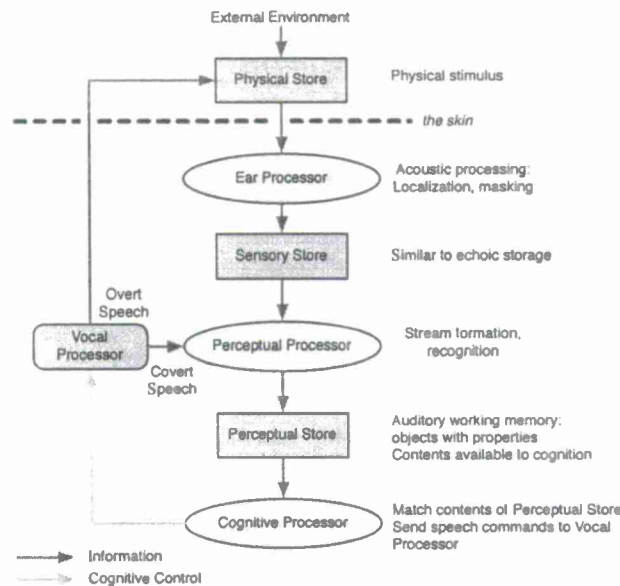 External Environment
Physical Store
Physical stimulus
the skin
Ear Processor
Acoustic processing:
Localization, masking
Sensory Store
Similar to echoic storage
Overt
Speech
Vocal
Processor
Covert
Speech
Perceptual Processor
Stream formation,
recognition
Perceptual Store
Auditory working memory:
objects with properties
Contents available to cognition
Cognitive Processor
Match contents of Perceptual Store
Send speech commands to Vocal
Processor
Information
Cognitive Control